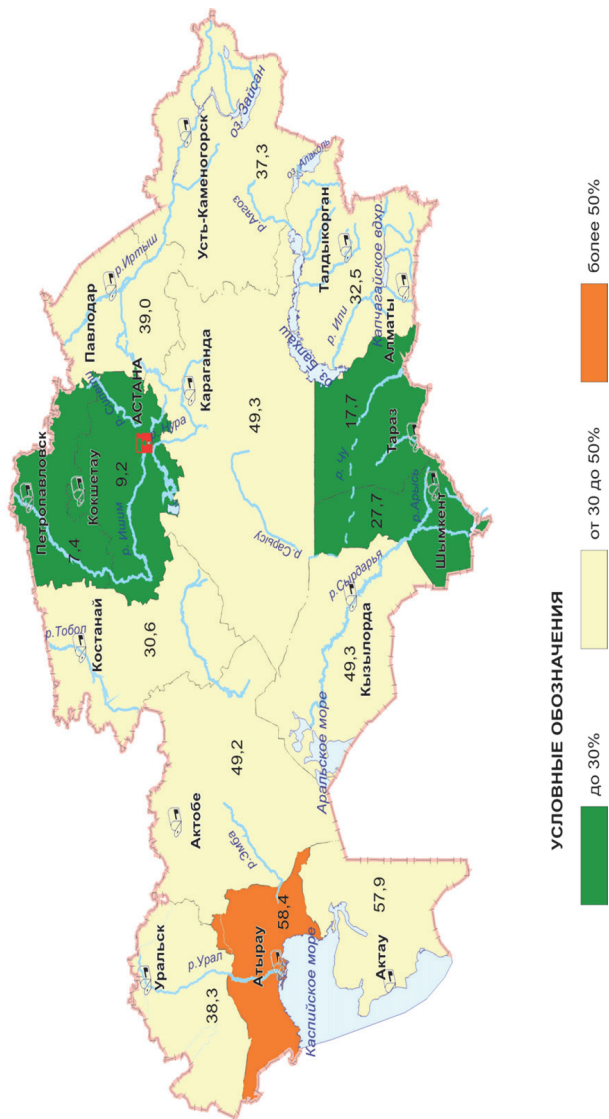 Петропавловск
7,4
Кокшетау
9,2
р. Ишим
АСТАНА
р.Тобол
Костанай
30,6
Павлодар
р.Иртыш
39,0
Усть-Каменогорск
оз. Зайсан
37,3
р.Аягоз
оз. Алаколь
Караганда
Нура
49,3
р.Сарысу
Уральск
р.Урал
38,3
Актобе
49,2
р.Эмба
Атырау
58,4
Каспийское море
Актау
57,9
Аральское море
р.Сырдарья
49,3
Кызылорда
27,7
р. Чу
17,7
Тараз
р.Арысь
Шымкент
оз. Балхаш
Талдыкорган
32,5
р. Или
Капчагайское вдхр.
Алматы
УСЛОВНЫЕ ОБОЗНАЧЕНИЯ
до 30%
от 30 до 50%
более 50%